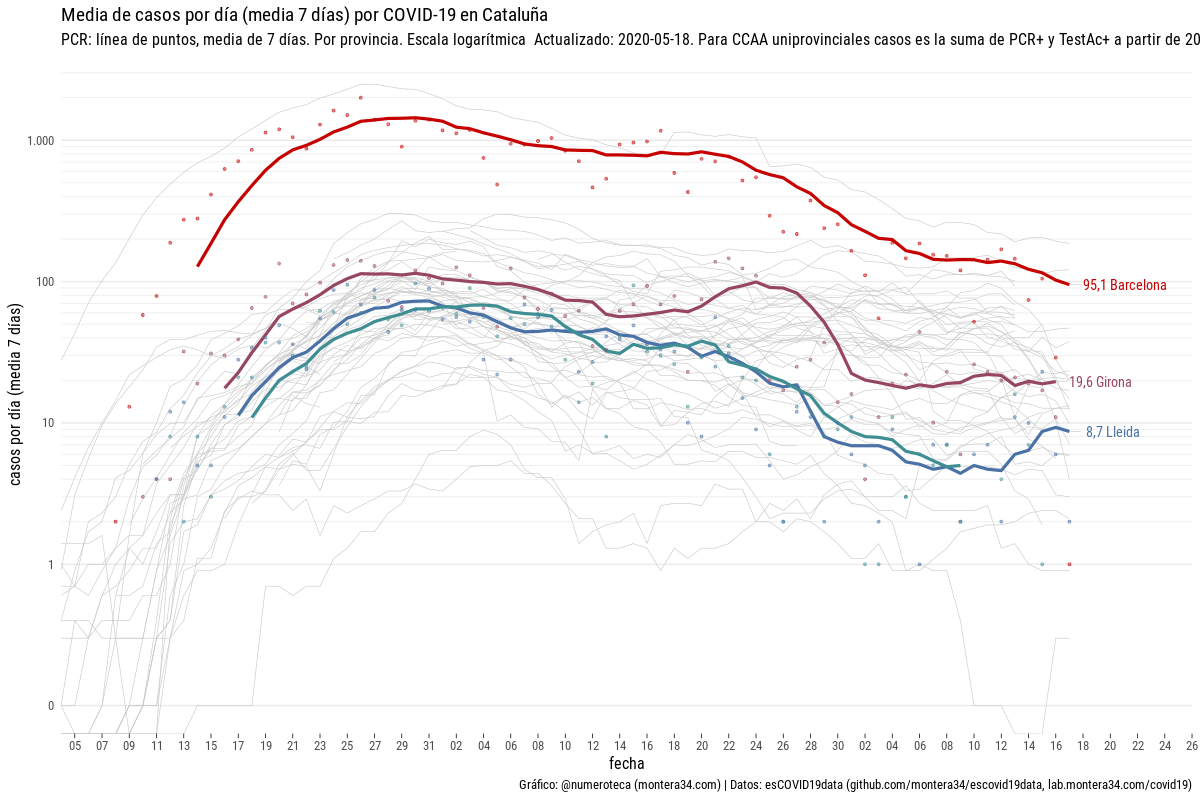 Media de casos por día (media 7 días) por COVID-19 en Cataluña
PCR: línea de puntos, media de 7 días. Por provincia. Escala logarítmica  Actualizado: 2020-05-18. Para CCAA uniprovinciales casos es la suma de PCR+ y TestAc+ a partir de 20
casos por día (media 7 días)
1.000
100
10
1
0
95,1 Barcelona
19,6 Girona
8,7 Lleida
05 07 09 11 13 15 17 19 21 23 25 27 29 31 02 04 06 08 10 12 14 16 18 20 22 24 26 28 30 02 04 06 08 10 12 14 16 18 20 22 24 26
fecha
Gráfico: @numeroteca (montera34.com) | Datos: esCOVID19data (github.com/montera34/escovid19data, lab.montera34.com/covid19)